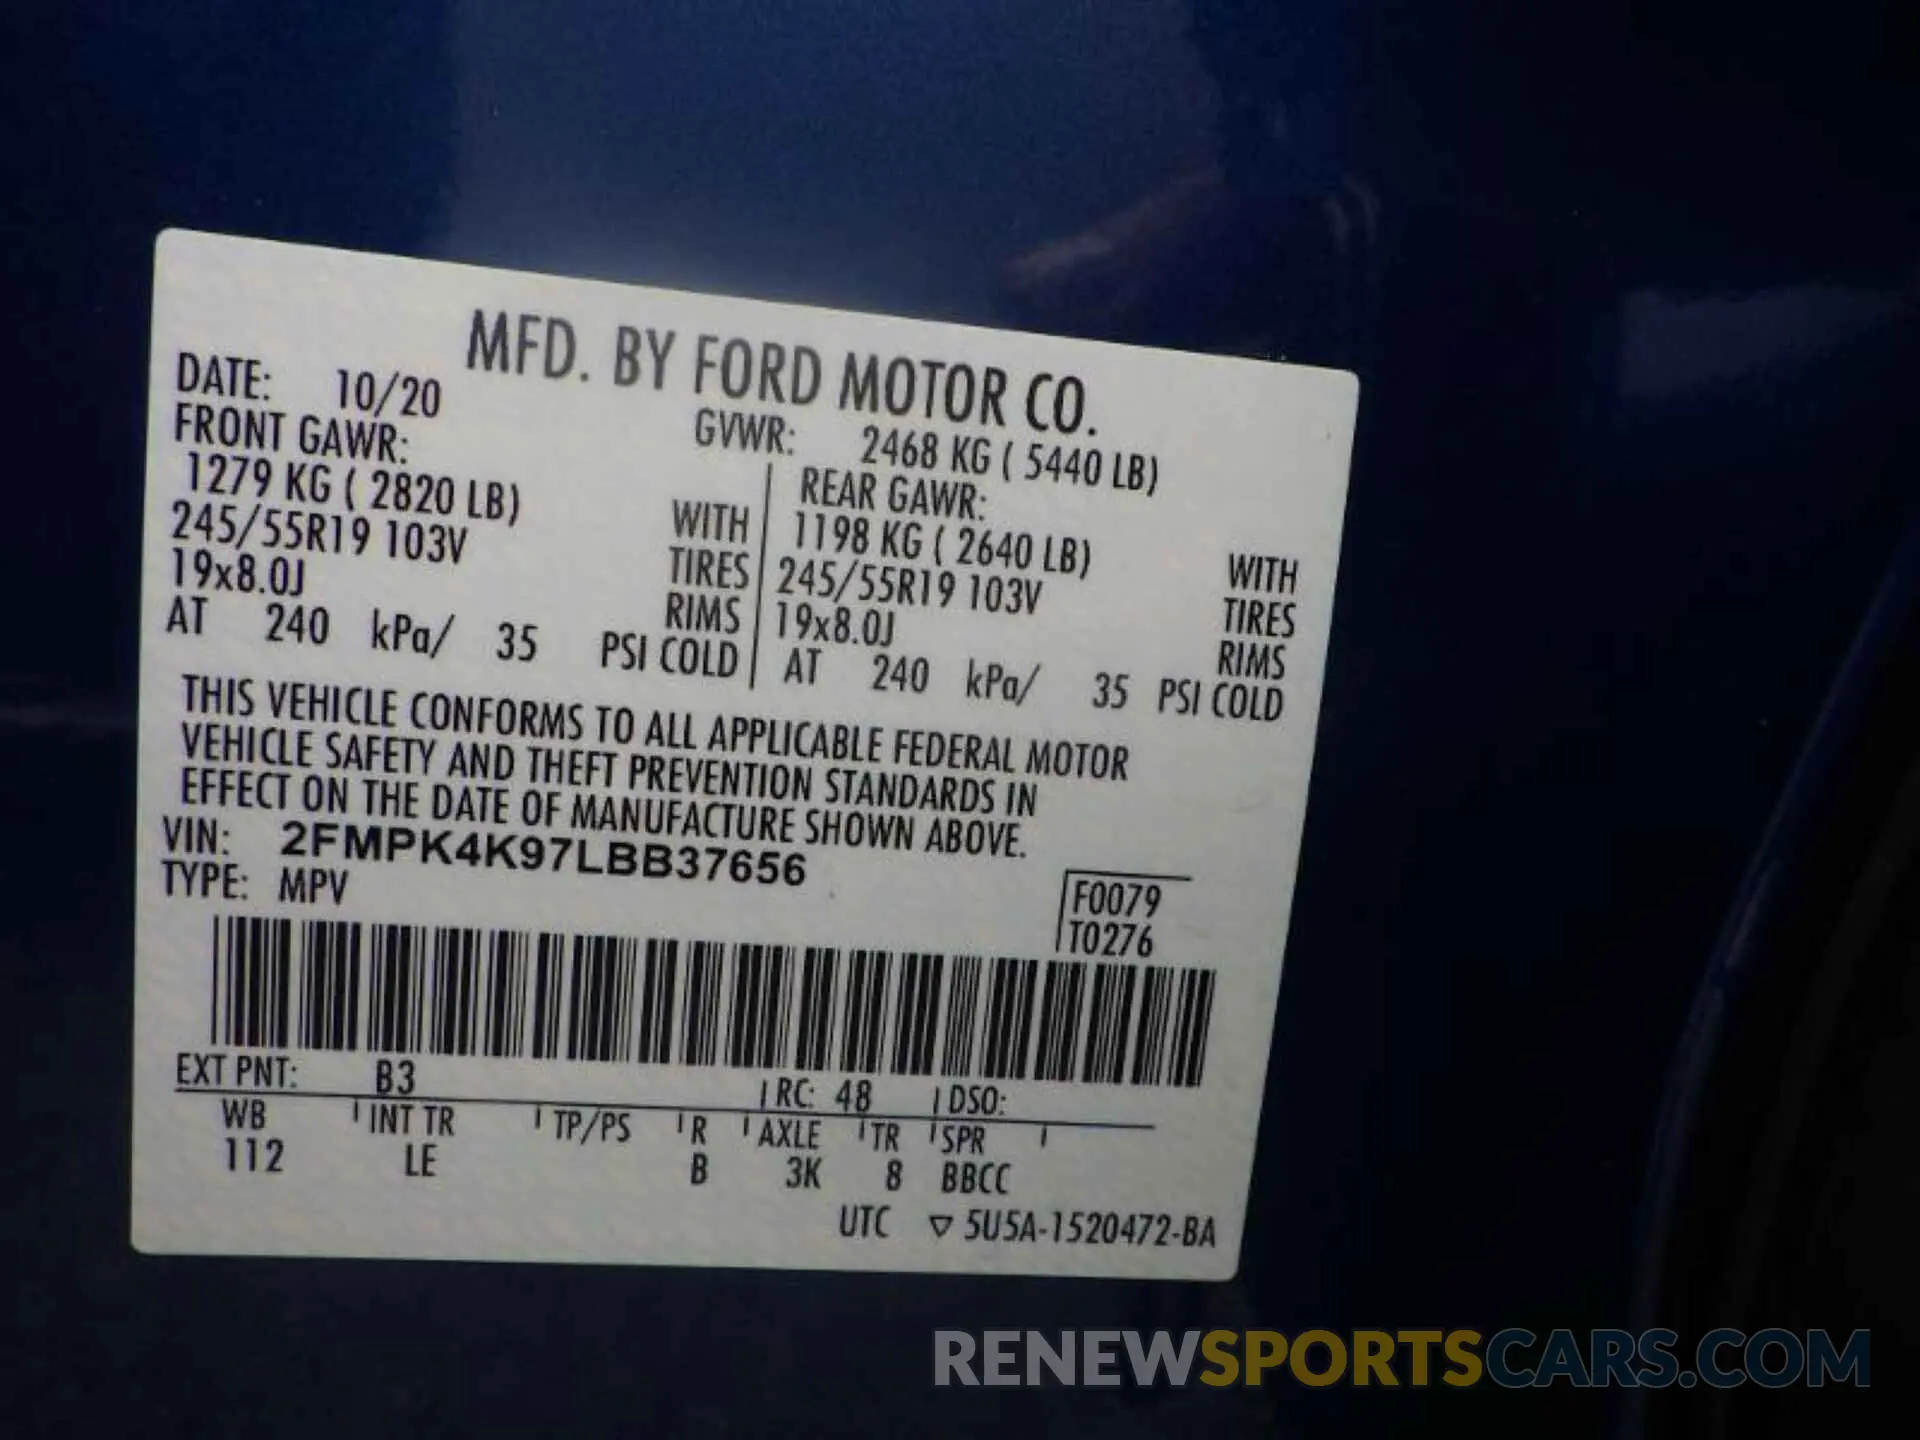 MFD. BY FORD MOTOR CO.
DATE: 10/20 GVWR: 2468 KG ( 5440 LB)
FRONT GAWR: REAR GAWR:
1279 KG ( 2820 LB) WITH 1198 KG ( 2640 LB) WITH
245/55R19 103V TIRES 245/55R19 103V TIRES
19x8.0J RIMS 19x8.0J RIMS
AT 240 kPa/ 35 PSI COLD AT 240 kPa/ 35 PSI COLD
THIS VEHICLE CONFORMS TO ALL APPLICABLE FEDERAL MOTOR
VEHICLE SAFETY AND THEFT PREVENTION STANDARDS IN
EFFECT ON THE DATE OF MANUFACTURE SHOWN ABOVE.
VIN: 2FMPK4K97LBB37656
TYPE: MPV F0079
T0276
EXT PNT: B3 RC: 48 DSO:
WB INT TR TP/PS R AXLE TR SPR
112 LE B 3K 8 BBCC
UTC ▽ 5U5A-1520472-BA
RENEWSPORTSCARS.COM